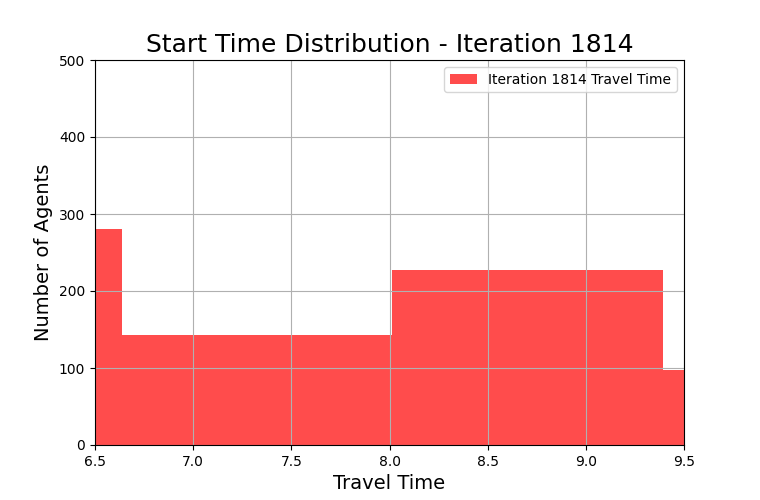 Start Time Distribution - Iteration 1814
Iteration 1814 Travel Time
500
400
300
200
100
0
Number of Agents
6.5 7.0 7.5 8.0 8.5 9.0 9.5
Travel Time